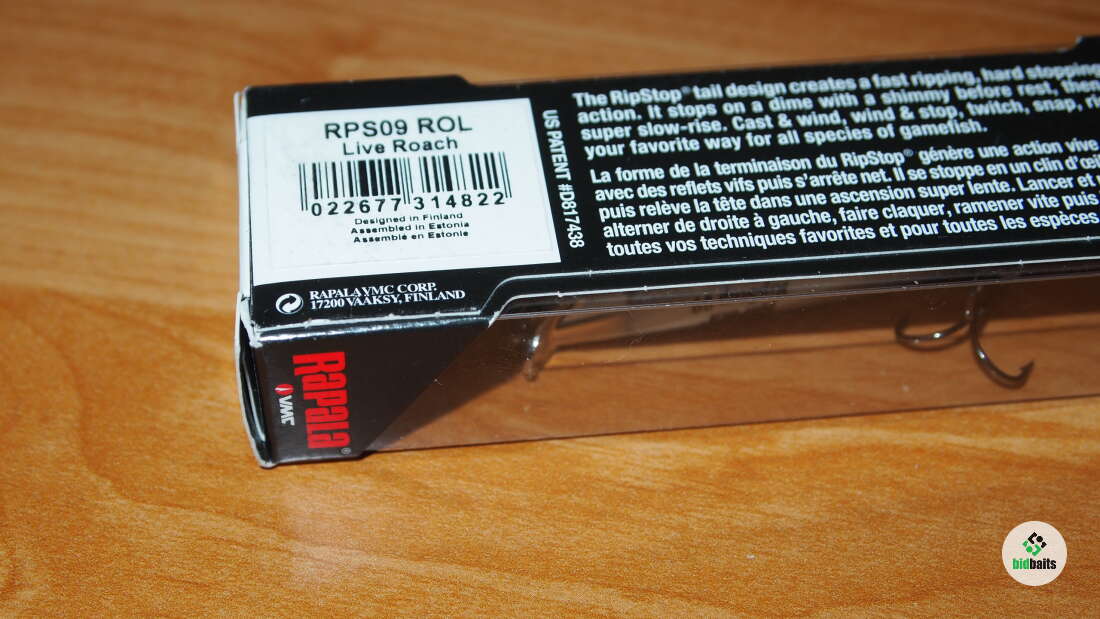 RPS09 ROL
Live Roach
022677 314822
Designed in Finland
Assembled in Estonia
Assemblé en Estonie
RAPALA VMC CORP.
17200 VÄÄKSY, FINLAND
US PATENT #D817438
The RipStop® tail design creates a fast ripping, hard stopping
action. It stops on a dime with a shimmy before rest, then
super slow-rise. Cast & wind, wind & stop, twitch, snap,
your favorite way for all species of gamefish.
La forme de la terminaison du RipStop® génère une action vive
avec des reflets vifs puis s'arrête net. Il se stoppe en un clin d'œil
puis relève la tête dans une ascension super lente. Lancer et
alterner de droite à gauche, faire claquer, ramener vite puis
toutes vos techniques favorites et pour toutes les espèces
RAPALA®
VMC
bidbaits